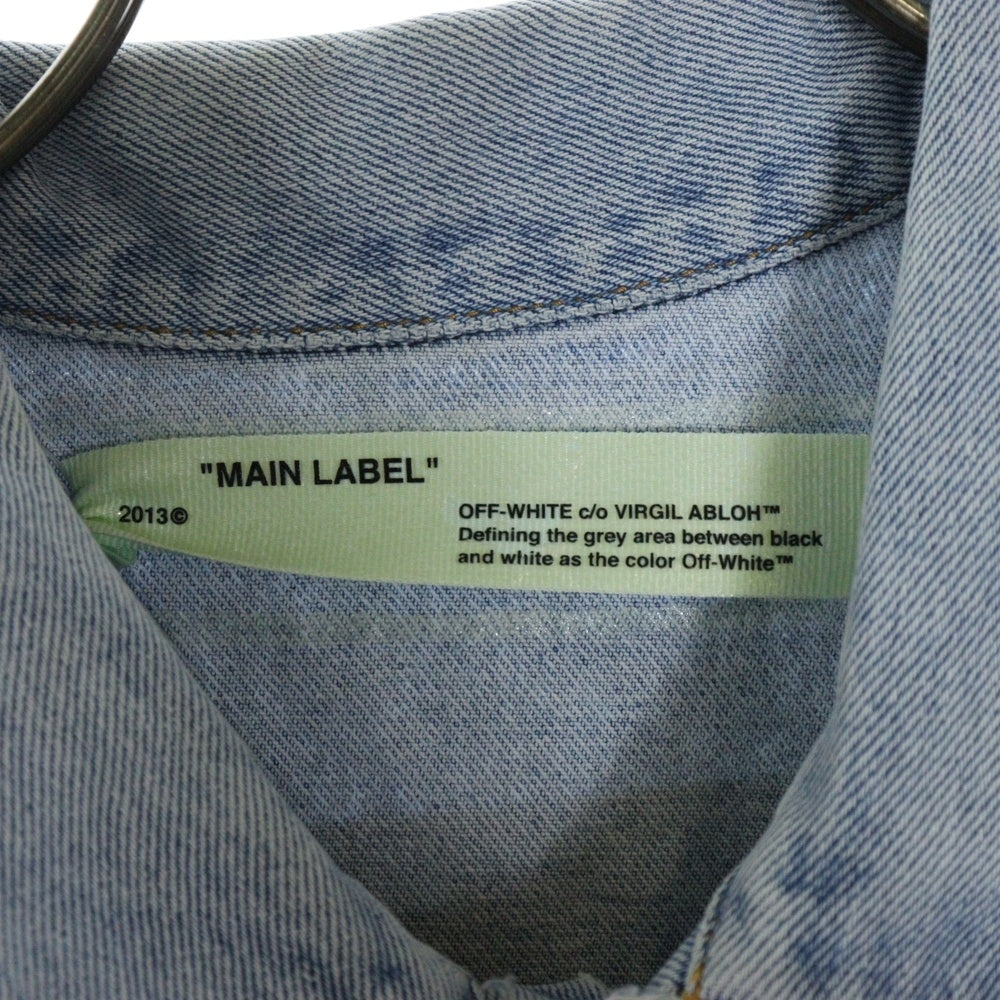 "MAIN LABEL"
2013©
OFF-WHITE c/o VIRGIL ABLOH™
Defining the grey area between black
and white as the color Off-White™